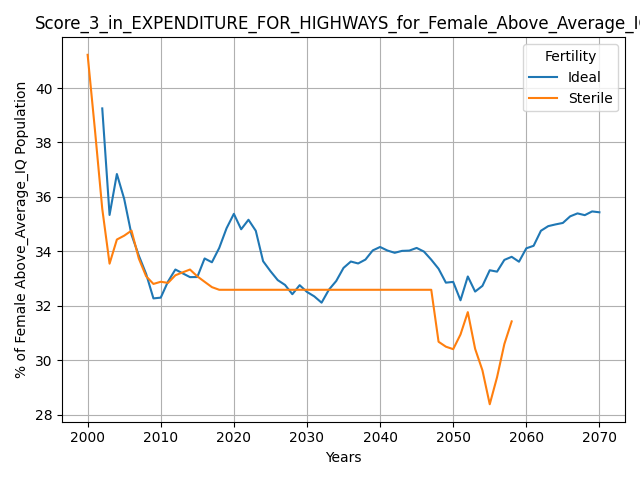 Score_3_in_EXPENDITURE_FOR_HIGHWAYS_for_Female_Above_Average_I
Fertility
Ideal
Sterile
% of Female Above_Average_IQ Population
40
38
36
34
32
30
28
2000
2010
2020
2030
2040
2050
2060
2070
Years